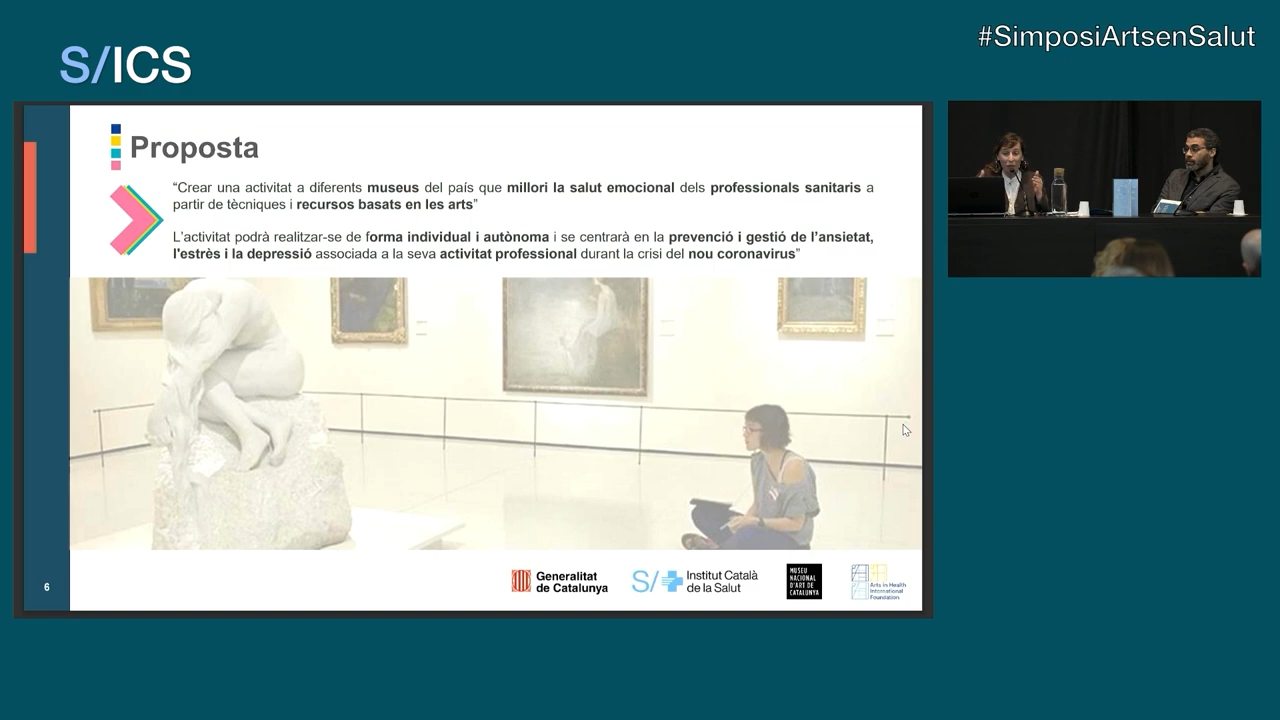 #SimposiArtsenSalut
S/ICS
Proposta
“Crear una activitat a diferents museus del país que millori la salut emocional dels professionals sanitaris a
partir de tècniques i recursos basats en les arts”
L’activitat podrà realitzar-se de forma individual i autònoma i se centrarà en la prevenció i gestió de l’ansietat,
l'estrès i la depressió associada a la seva activitat professional durant la crisi del nou coronavirus”
6
Generalitat
de Catalunya
S/
Institut Català
de la Salut
MUSEU
NACIONAL
D'ART DE
CATALUNYA
Arts in Health
International
Foundation